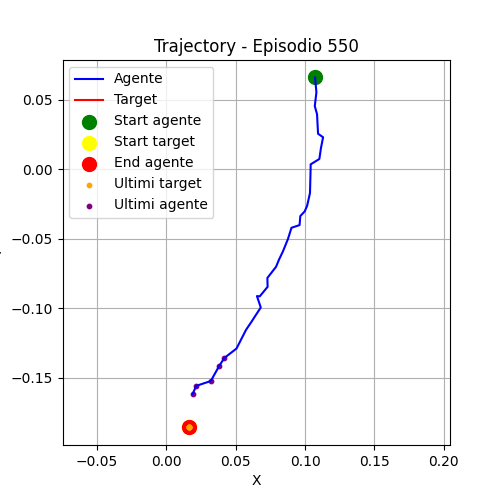 Trajectory - Episodio 550
Agente
Target
Start agente
Start target
End agente
Ultimi target
Ultimi agente
0.05
0.00
−0.05
−0.10
−0.15
−0.05
0.00
0.05
0.10
0.15
0.20
X